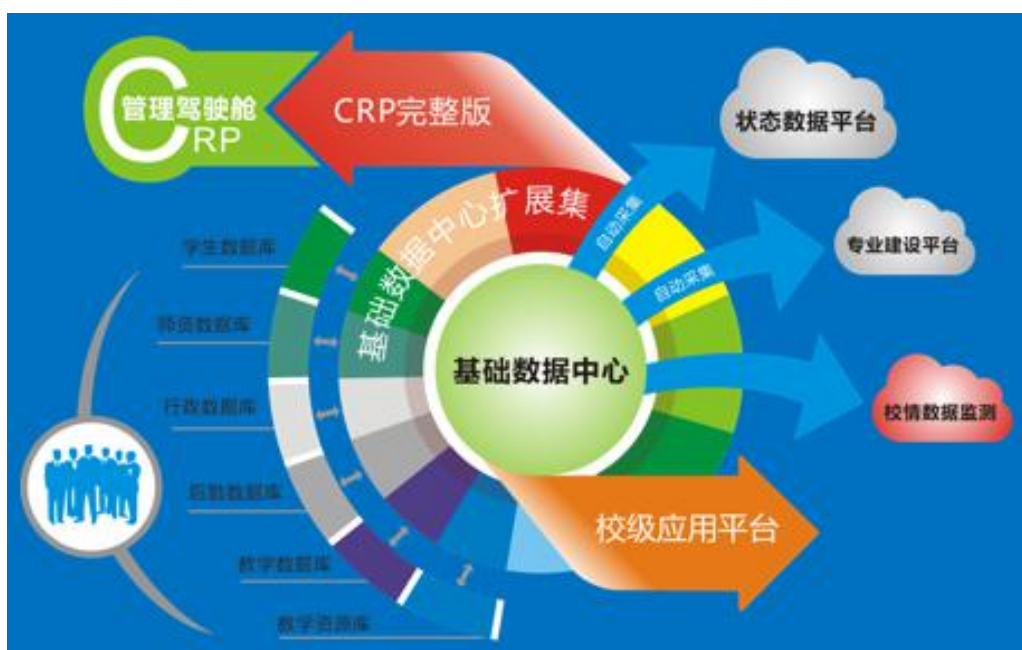 管理驾驶舱
CRP
CRP完整版
状态数据平台
基础数据中心扩展集
自动采集
学生数据库
专业建设平台
自动采集
师资数据库
基础数据中心
行政数据库
校情数据监测
后勤数据库
校级应用平台
教学数据库
教学资源库